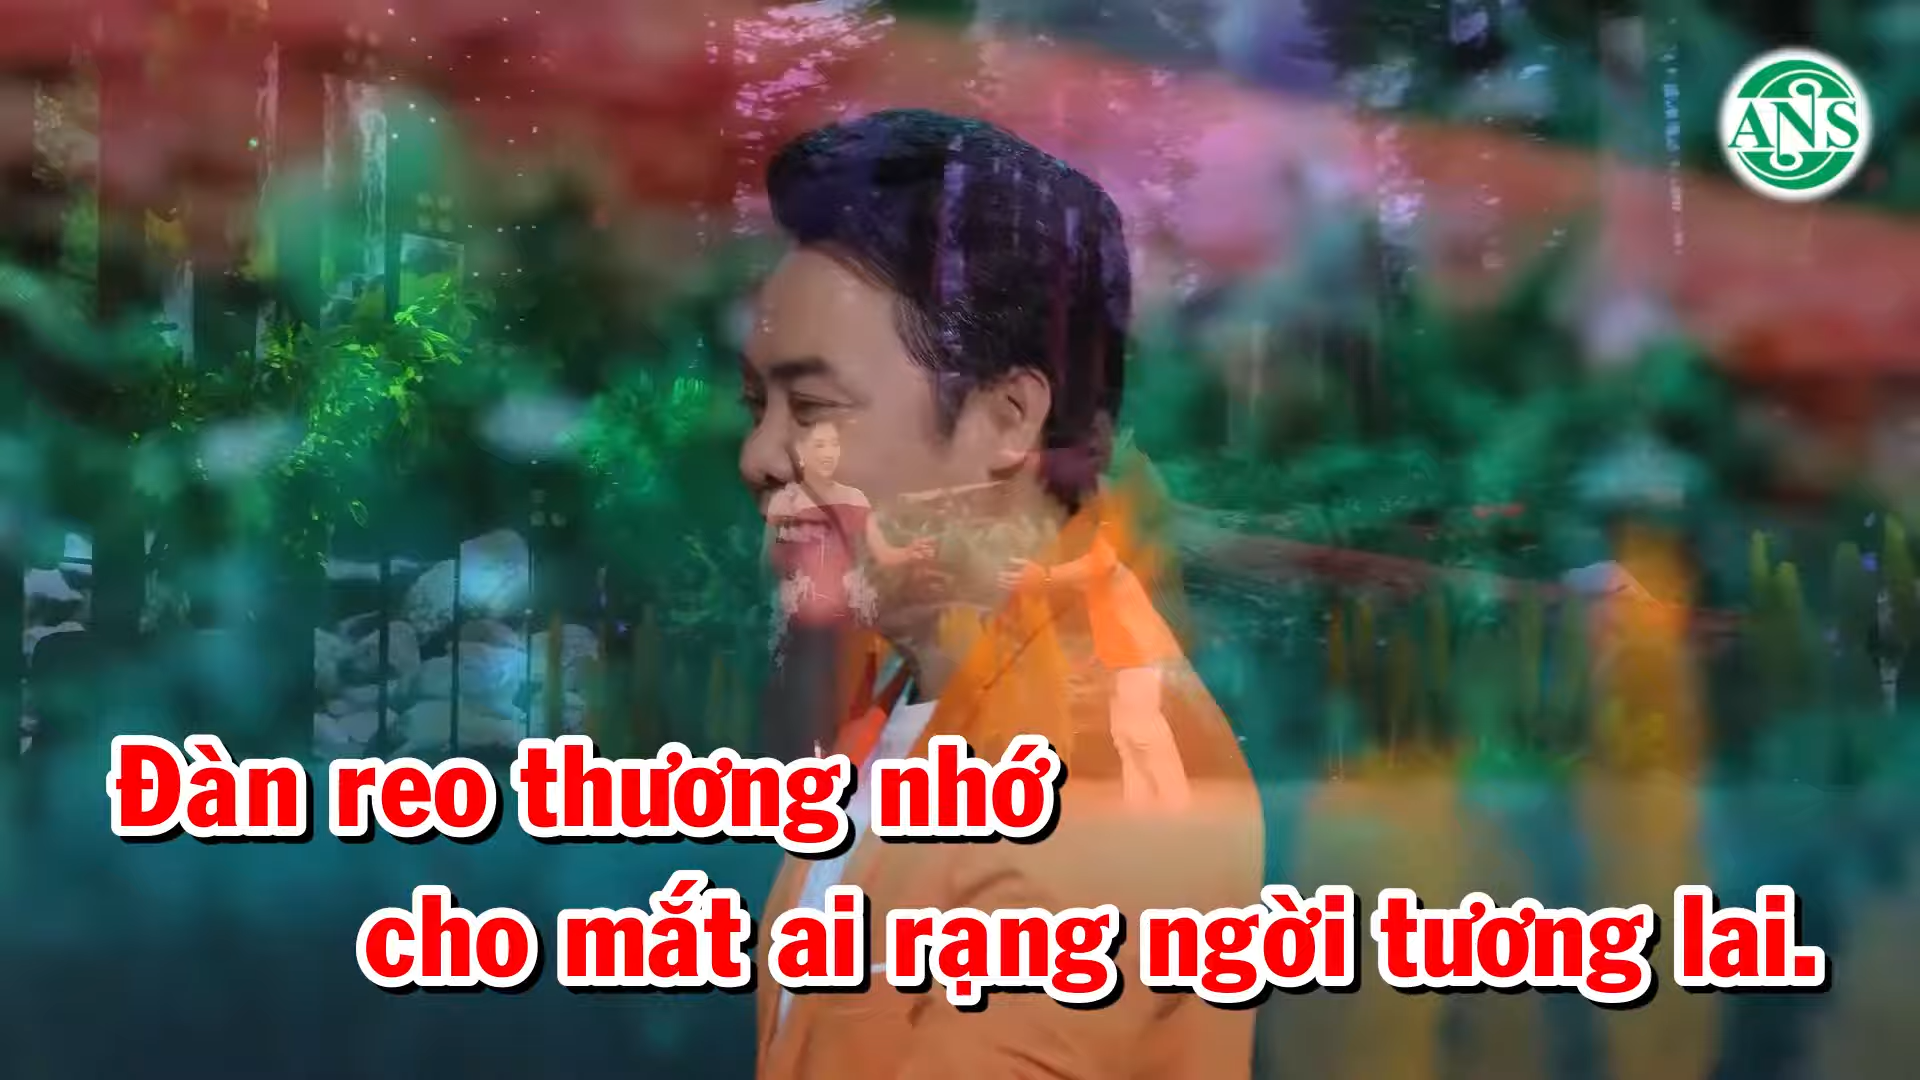 ANS
Đàn reo thương nhớ
cho mắt ai rạng ngời tương lai.